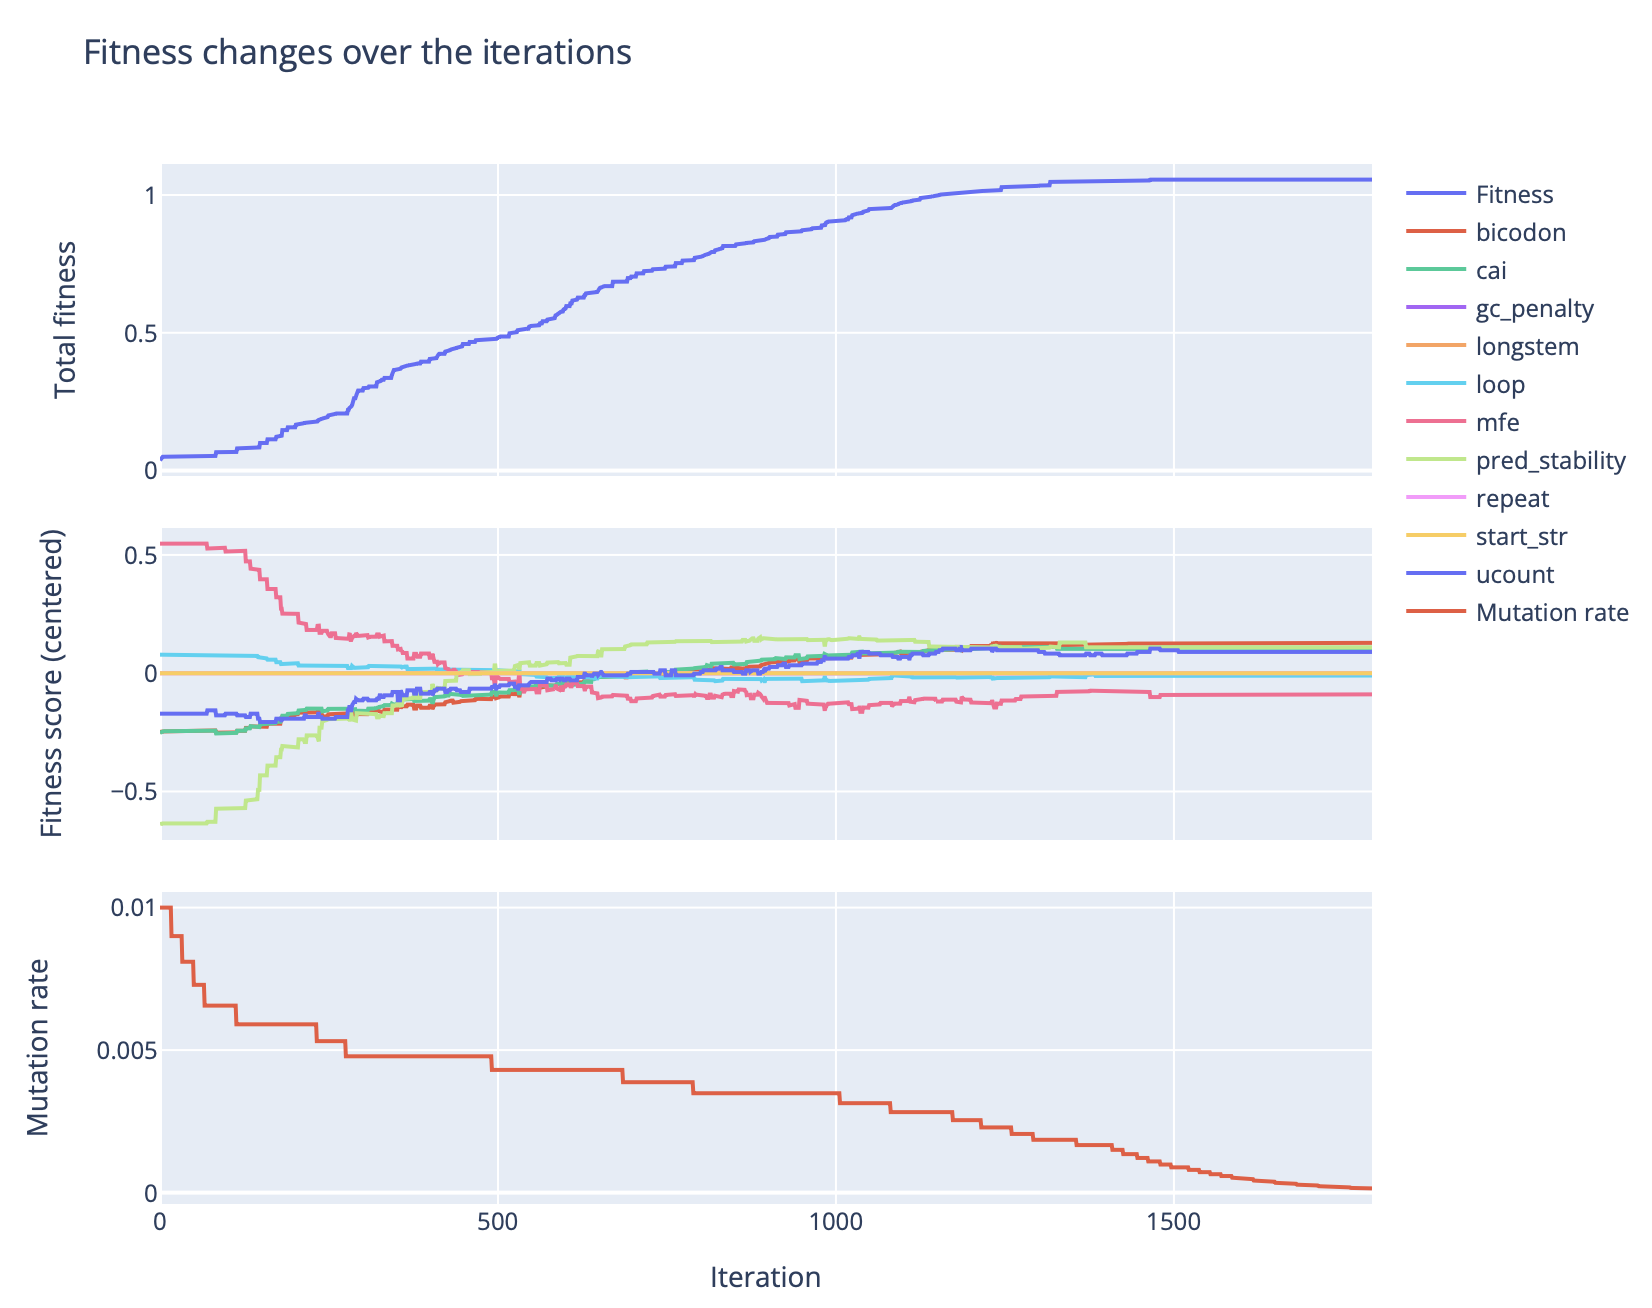 Fitness changes over the iterations
Total fitness
1
0.5
0
Fitness
bicodon
cai
gc_penalty
longstem
loop
mfe
pred_stability
repeat
start_str
ucount
Mutation rate
Fitness score (centered)
0.5
0
−0.5
Mutation rate
0.01
0.005
0
0
500
1000
1500
Iteration